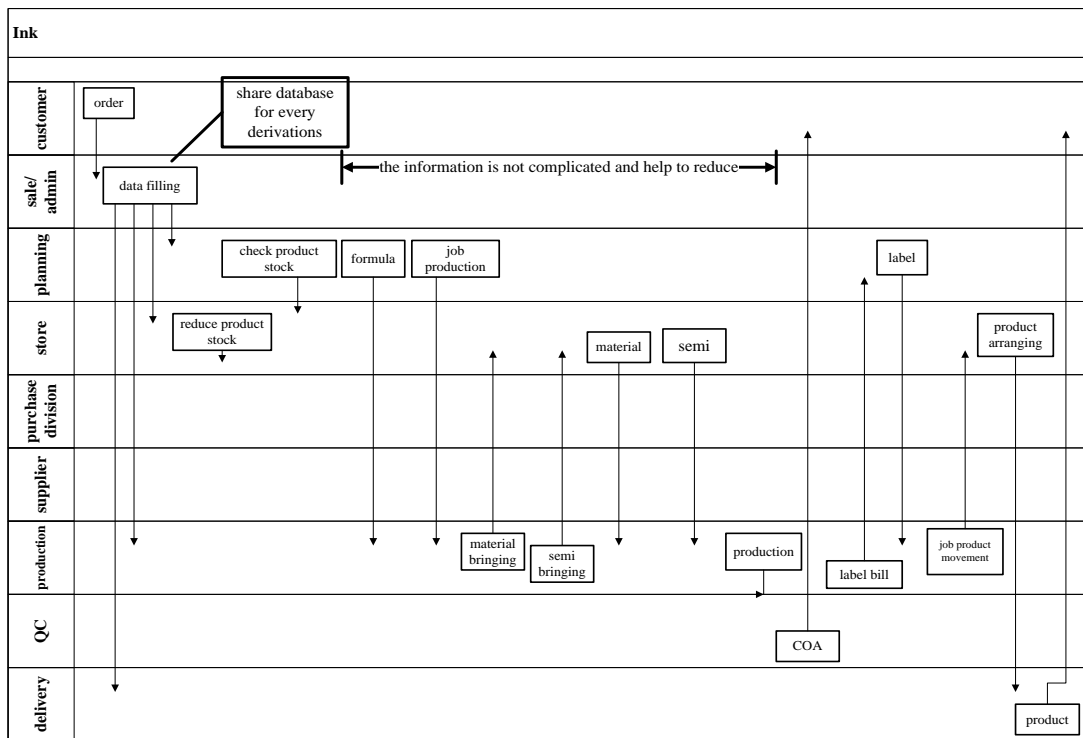 Ink
customer
order
share database
for every
derivations
sale/
admin
data filling
the information is not complicated and help to reduce
planning
check product
stock
formula
job
production
label
store
reduce product
stock
material
semi
product
arranging
purchase
division
supplier
production
material
bringing
semi
bringing
production
label bill
job product
movement
QC
COA
delivery
product